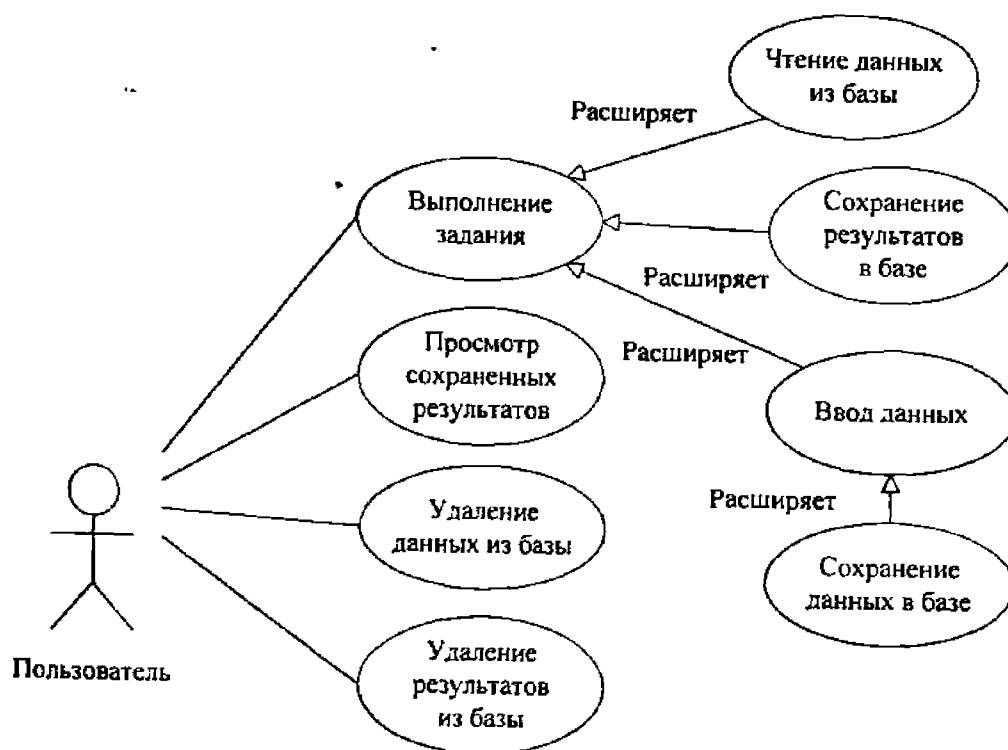 Чтение данных
из базы
Расширяет
Выполнение
задания
Сохранение
результатов
в базе
Расширяет
Расширяет
Просмотр
сохраненных
результатов
Ввод данных
Расширяет
Удаление
данных из базы
Сохранение
данных в базе
Пользователь
Удаление
результатов
из базы